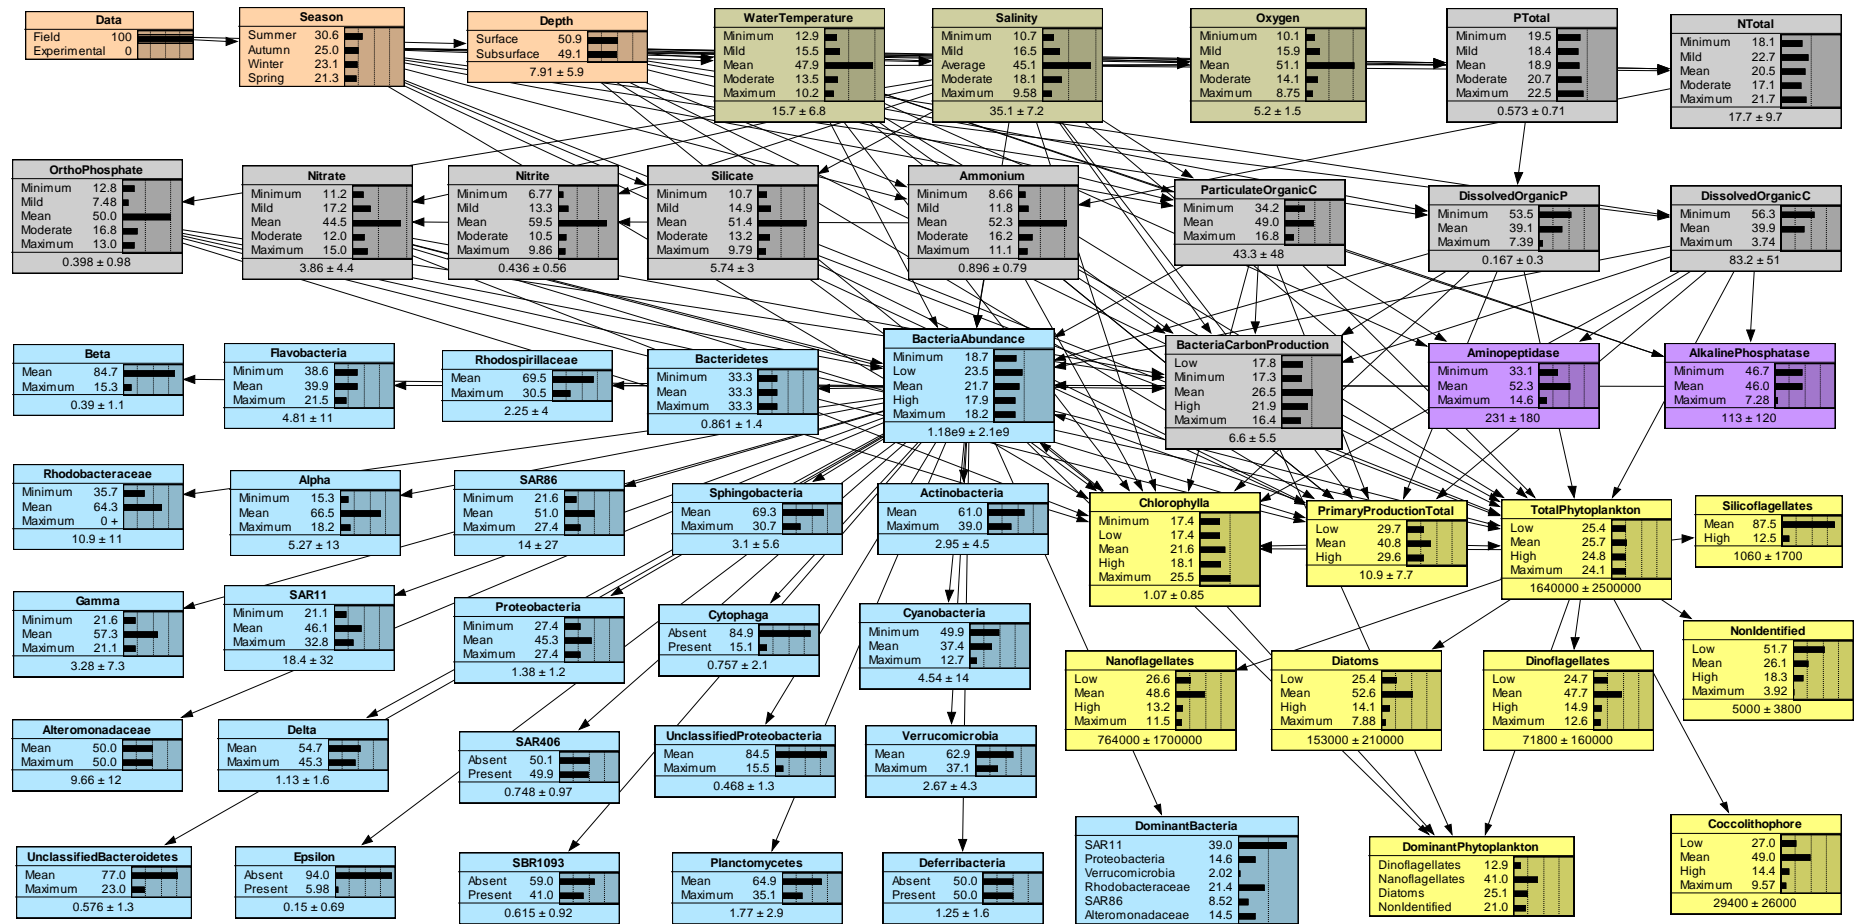 Data
Field 100
Experimental 0
Season
Summer 30.6
Autumn 25.0
Winter 23.1
Spring 21.3
Depth
Surface 50.9
Subsurface 49.1
7.91 ± 5.9
WaterTemperature
Minimum 12.9
Mild 15.5
Mean 47.9
Moderate 13.5
Maximum 10.2
15.7 ± 6.8
Salinity
Minimum 10.7
Mild 16.5
Average 45.1
Moderate 18.1
Maximum 9.58
35.1 ± 7.2
Oxygen
Minimum 10.1
Mild 15.9
Mean 51.1
Moderate 14.1
Maximum 8.75
5.2 ± 1.5
PTotal
Minimum 19.5
Mild 18.4
Mean 18.9
Moderate 20.7
Maximum 22.5
0.573 ± 0.71
NTotal
Minimum 18.1
Mild 22.7
Mean 20.5
Moderate 17.1
Maximum 21.7
17.7 ± 9.7
OrthoPhosphate
Minimum 12.8
Mild 7.48
Mean 50.0
Moderate 16.8
Maximum 13.0
0.398 ± 0.98
Nitrate
Minimum 11.2
Mild 17.2
Mean 44.5
Moderate 12.0
Maximum 15.0
3.86 ± 4.4
Nitrite
Minimum 6.77
Mild 13.3
Mean 59.5
Moderate 10.5
Maximum 9.86
0.436 ± 0.56
Silicate
Minimum 10.7
Mild 14.9
Mean 51.4
Moderate 13.2
Maximum 9.79
5.74 ± 3
Ammonium
Minimum 8.66
Mild 11.8
Mean 52.3
Moderate 16.2
Maximum 11.1
0.896 ± 0.79
ParticulateOrganicC
Minimum 34.2
Mean 49.0
Maximum 16.8
43.3 ± 48
DissolvedOrganicP
Minimum 53.5
Mean 39.1
Maximum 7.39
0.167 ± 0.3
DissolvedOrganicC
Minimum 56.3
Mean 39.9
Maximum 3.74
83.2 ± 51
Beta
Mean 84.7
Maximum 15.3
0.39 ± 1.1
Flavobacteria
Minimum 38.6
Mean 39.9
Maximum 21.5
4.81 ± 11
Rhodospirillaceae
Mean 69.5
Maximum 30.5
2.25 ± 4
Bacteridetes
Minimum 33.3
Mean 33.3
Maximum 33.3
0.861 ± 1.4
BacteriaAbundance
Minimum 18.7
Low 23.5
Mean 21.7
High 17.9
Maximum 18.2
1.18e9 ± 2.1e9
BacteriaCarbonProduction
Low 17.8
Minimum 17.3
Mean 26.5
High 21.9
Maximum 16.4
6.6 ± 5.5
Aminopeptidase
Minimum 33.1
Mean 52.3
Maximum 14.6
231 ± 180
AlkalinePhosphatase
Minimum 46.7
Mean 46.0
Maximum 7.28
113 ± 120
Rhodobacteraceae
Minimum 35.7
Mean 64.3
Maximum 0 +
10.9 ± 11
Alpha
Minimum 15.3
Mean 66.5
Maximum 18.2
5.27 ± 13
SAR86
Minimum 21.6
Mean 51.0
Maximum 27.4
14 ± 27
Sphingobacteria
Mean 69.3
Maximum 30.7
3.1 ± 5.6
Actinobacteria
Mean 61.0
Maximum 39.0
2.95 ± 4.5
Chlorophylla
Minimum 17.4
Low 17.4
Mean 21.6
High 18.1
Maximum 25.5
1.07 ± 0.85
PrimaryProductionTotal
Low 29.7
Mean 40.8
High 29.6
10.9 ± 7.7
TotalPhytoplankton
Low 25.4
Mean 25.7
High 24.8
Maximum 24.1
1640000 ± 2500000
Silicoflagellates
Mean 87.5
High 12.5
1060 ± 1700
Gamma
Minimum 21.6
Mean 57.3
Maximum 21.1
3.28 ± 7.3
SAR11
Minimum 21.1
Mean 46.1
Maximum 32.8
18.4 ± 32
Proteobacteria
Minimum 27.4
Mean 45.3
Maximum 27.4
1.38 ± 1.2
Cytophaga
Absent 84.9
Present 15.1
0.757 ± 2.1
Cyanobacteria
Minimum 49.9
Mean 37.4
Maximum 12.7
4.54 ± 14
Nanoflagellates
Low 26.6
Mean 48.6
High 13.2
Maximum 11.5
764000 ± 1700000
Diatoms
Low 25.4
Mean 52.6
High 14.1
Maximum 7.88
153000 ± 210000
Dinoflagellates
Low 24.7
Mean 47.7
High 14.9
Maximum 12.6
71800 ± 160000
NonIdentified
Low 51.7
Mean 26.1
High 18.3
Maximum 3.92
5000 ± 3800
Alteromonadaceae
Mean 50.0
Maximum 50.0
9.66 ± 12
Delta
Mean 54.7
Maximum 45.3
1.13 ± 1.6
SAR406
Absent 50.1
Present 49.9
0.748 ± 0.97
UnclassifiedProteobacteria
Mean 84.5
Maximum 15.5
0.468 ± 1.3
Verrucomicrobia
Mean 62.9
Maximum 37.1
2.67 ± 4.3
UnclassifiedBacteroidetes
Mean 77.0
Maximum 23.0
0.576 ± 1.3
Epsilon
Absent 94.0
Present 5.98
0.15 ± 0.69
SBR1093
Absent 59.0
Present 41.0
0.615 ± 0.92
Planctomycetes
Mean 64.9
Maximum 35.1
1.77 ± 2.9
Deferribacteria
Absent 50.0
Present 50.0
1.25 ± 1.6
DominantBacteria
SAR11 39.0
Proteobacteria 14.6
Verrucomicrobia 2.02
Rhodobacteraceae 21.4
SAR86 8.52
Alteromonadaceae 14.5
DominantPhytoplankton
Dinoflagellates 12.9
Nanoflagellates 41.0
Diatoms 25.1
NonIdentified 21.0
Coccolithophore
Low 27.0
Mean 49.0
High 14.4
Maximum 9.57
29400 ± 26000